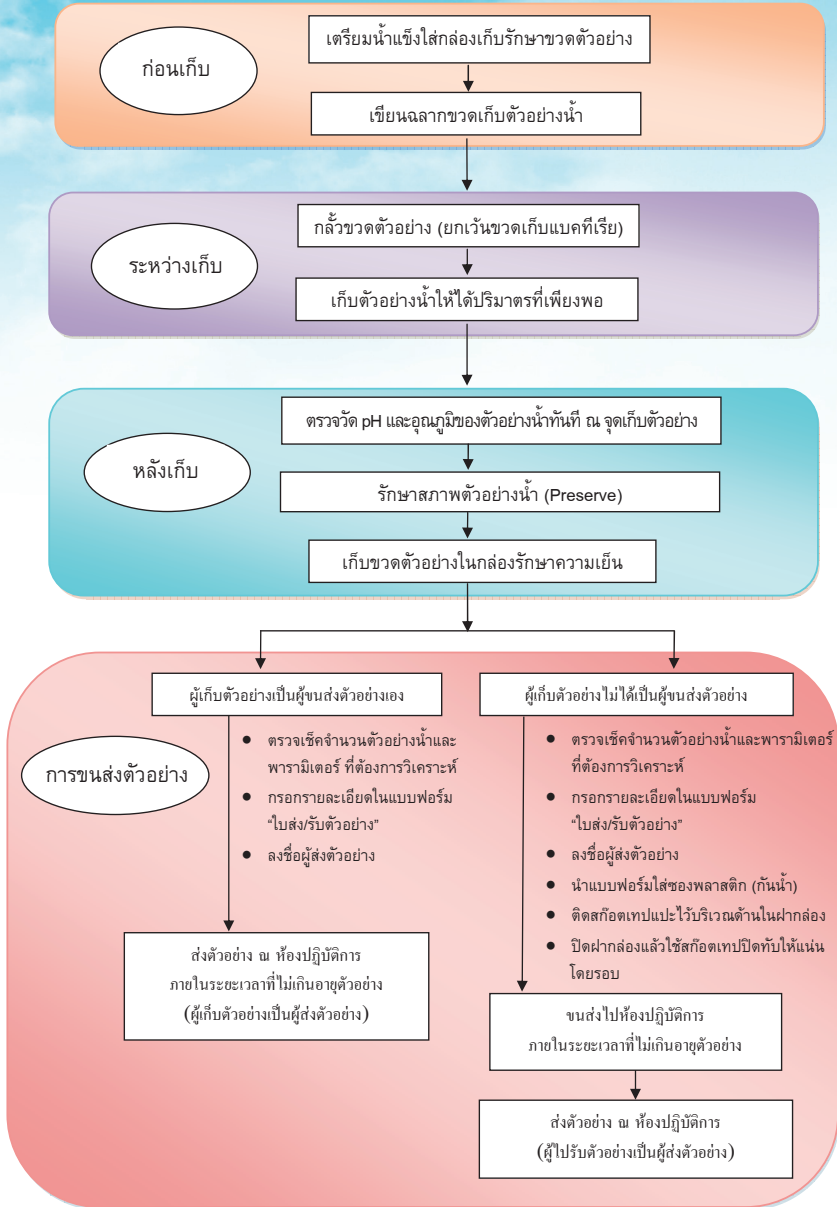 ก่อนเก็บ
เตรียมน้ำแข็งใส่กล่องเก็บรักษาขวดตัวอย่าง
เขียนฉลากขวดเก็บตัวอย่างน้ำ
ระหว่างเก็บ
กลั้วขวดตัวอย่าง (ยกเว้นขวดเก็บแบคทีเรีย)
เก็บตัวอย่างน้ำให้ได้ปริมาตรที่เพียงพอ
หลังเก็บ
ตรวจวัด pH และอุณภูมิของตัวอย่างน้ำทันที ณ จุดเก็บตัวอย่าง
รักษาสภาพตัวอย่างน้ำ (Preserve)
เก็บขวดตัวอย่างในกล่องรักษาความเย็น
การขนส่งตัวอย่าง
ผู้เก็บตัวอย่างเป็นผู้ขนส่งตัวอย่างเอง
● ตรวจเช็คจำนวนตัวอย่างน้ำและ
พารามิเตอร์ ที่ต้องการวิเคราะห์
● กรอกรายละเอียดในแบบฟอร์ม
“ใบส่ง/รับตัวอย่าง”
● ลงชื่อผู้ส่งตัวอย่าง
ส่งตัวอย่าง ณ ห้องปฏิบัติการ
ภายในระยะเวลาที่ไม่เกินอายุตัวอย่าง
(ผู้เก็บตัวอย่างเป็นผู้ส่งตัวอย่าง)
ผู้เก็บตัวอย่างไม่ได้เป็นผู้ขนส่งตัวอย่าง
● ตรวจเช็คจำนวนตัวอย่างน้ำและพารามิเตอร์
ที่ต้องการวิเคราะห์
● กรอกรายละเอียดในแบบฟอร์ม
“ใบส่ง/รับตัวอย่าง”
● ลงชื่อผู้ส่งตัวอย่าง
● นำแบบฟอร์มใส่ซองพลาสติก (กันน้ำ)
● ติดสก๊อตเทปแปะไว้บริเวณด้านในฝากล่อง
● ปิดฝากล่องแล้วใช้สก๊อตเทปปิดทับให้แน่น
โดยรอบ
ขนส่งไปห้องปฏิบัติการ
ภายในระยะเวลาที่ไม่เกินอายุตัวอย่าง
ส่งตัวอย่าง ณ ห้องปฏิบัติการ
(ผู้ไปรับตัวอย่างเป็นผู้ส่งตัวอย่าง)